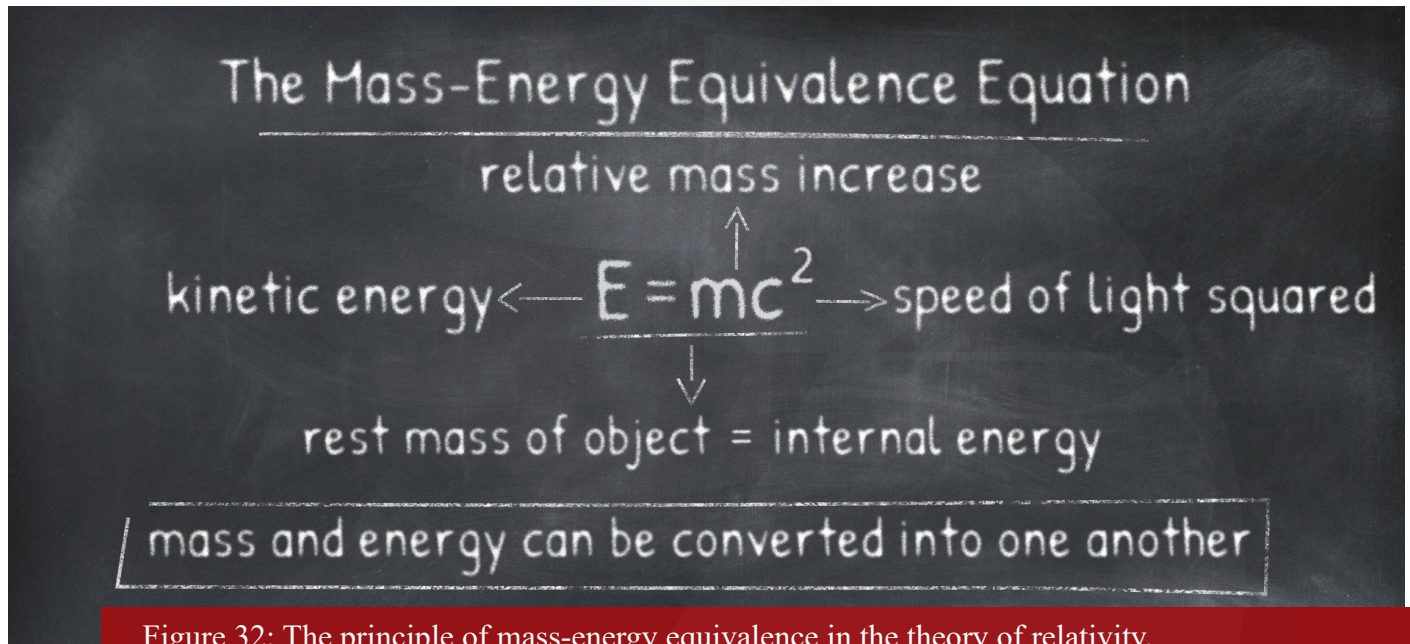 The Mass-Energy Equivalence Equation
relative mass increase
kinetic energy E = mc² speed of light squared
rest mass of object = internal energy
mass and energy can be converted into one another
Figure 32: The principle of mass-energy equivalence in the theory of relativity.